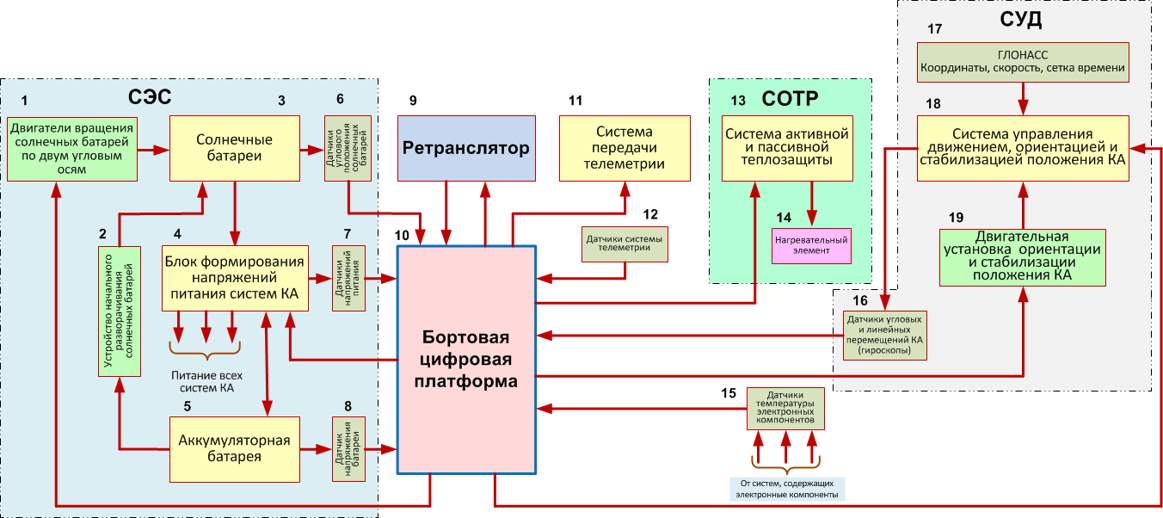 СУД
17
ГЛОНАСС
Координаты, скорость, сетка времени
СЭС
1
3
6
9
11
13
СОТР
18
Двигатели вращения
солнечных батарей
по двум угловым
осям
Солнечные
батареи
Датчики
углового
положения
солнечных
батарей
Ретранслятор
Система
передачи
телеметрии
Система активной
и пассивной
теплозащиты
Система управления
движением, ориентацией и
стабилизацией положения КА
2
4
7
10
12
14
19
Устройство начального
разворачивания
солнечных батарей
Блок формирования
напряжений
питания систем КА
Датчики
напряжений
питания
Датчики системы
телеметрии
Нагревательный
элемент
Двигательная
установка ориентации
и стабилизации
положения КА
16
Датчики угловых
и линейных
перемещений КА
(гироскопы)
Бортовая
цифровая
платформа
Питание всех
систем КА
5
8
15
Аккумуляторная
батарея
Датчик
напряжения
батареи
Датчики
температуры
электронных
компонентов
От систем, содержащих
электронные компоненты